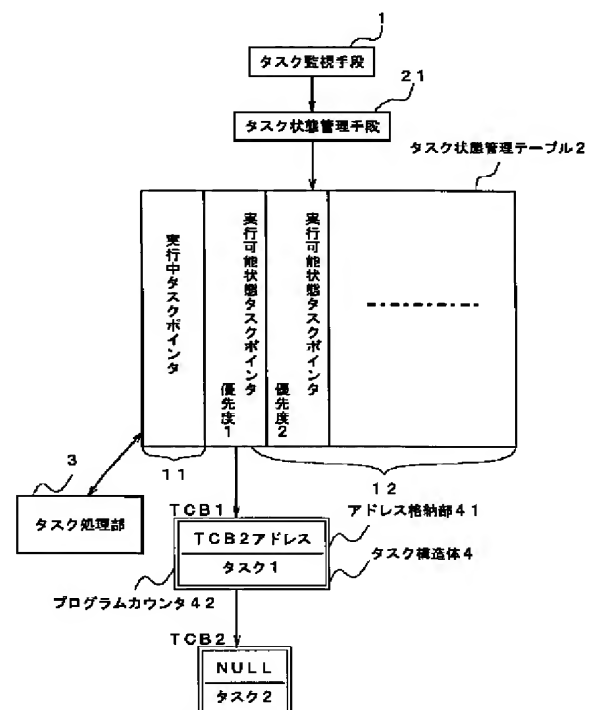 1
タスク監視手段
21
タスク状態管理手段
タスク状態管理テーブル2
実行中タスクポインタ
実行可能状態タスクポインタ
優先度1
実行可能状態タスクポインタ
優先度2
11
12
3
タスク処理部
TCB1
アドレス格納部41
TCB2アドレス
タスク1
タスク構造体4
プログラムカウンタ42
TCB2
NULL
タスク2